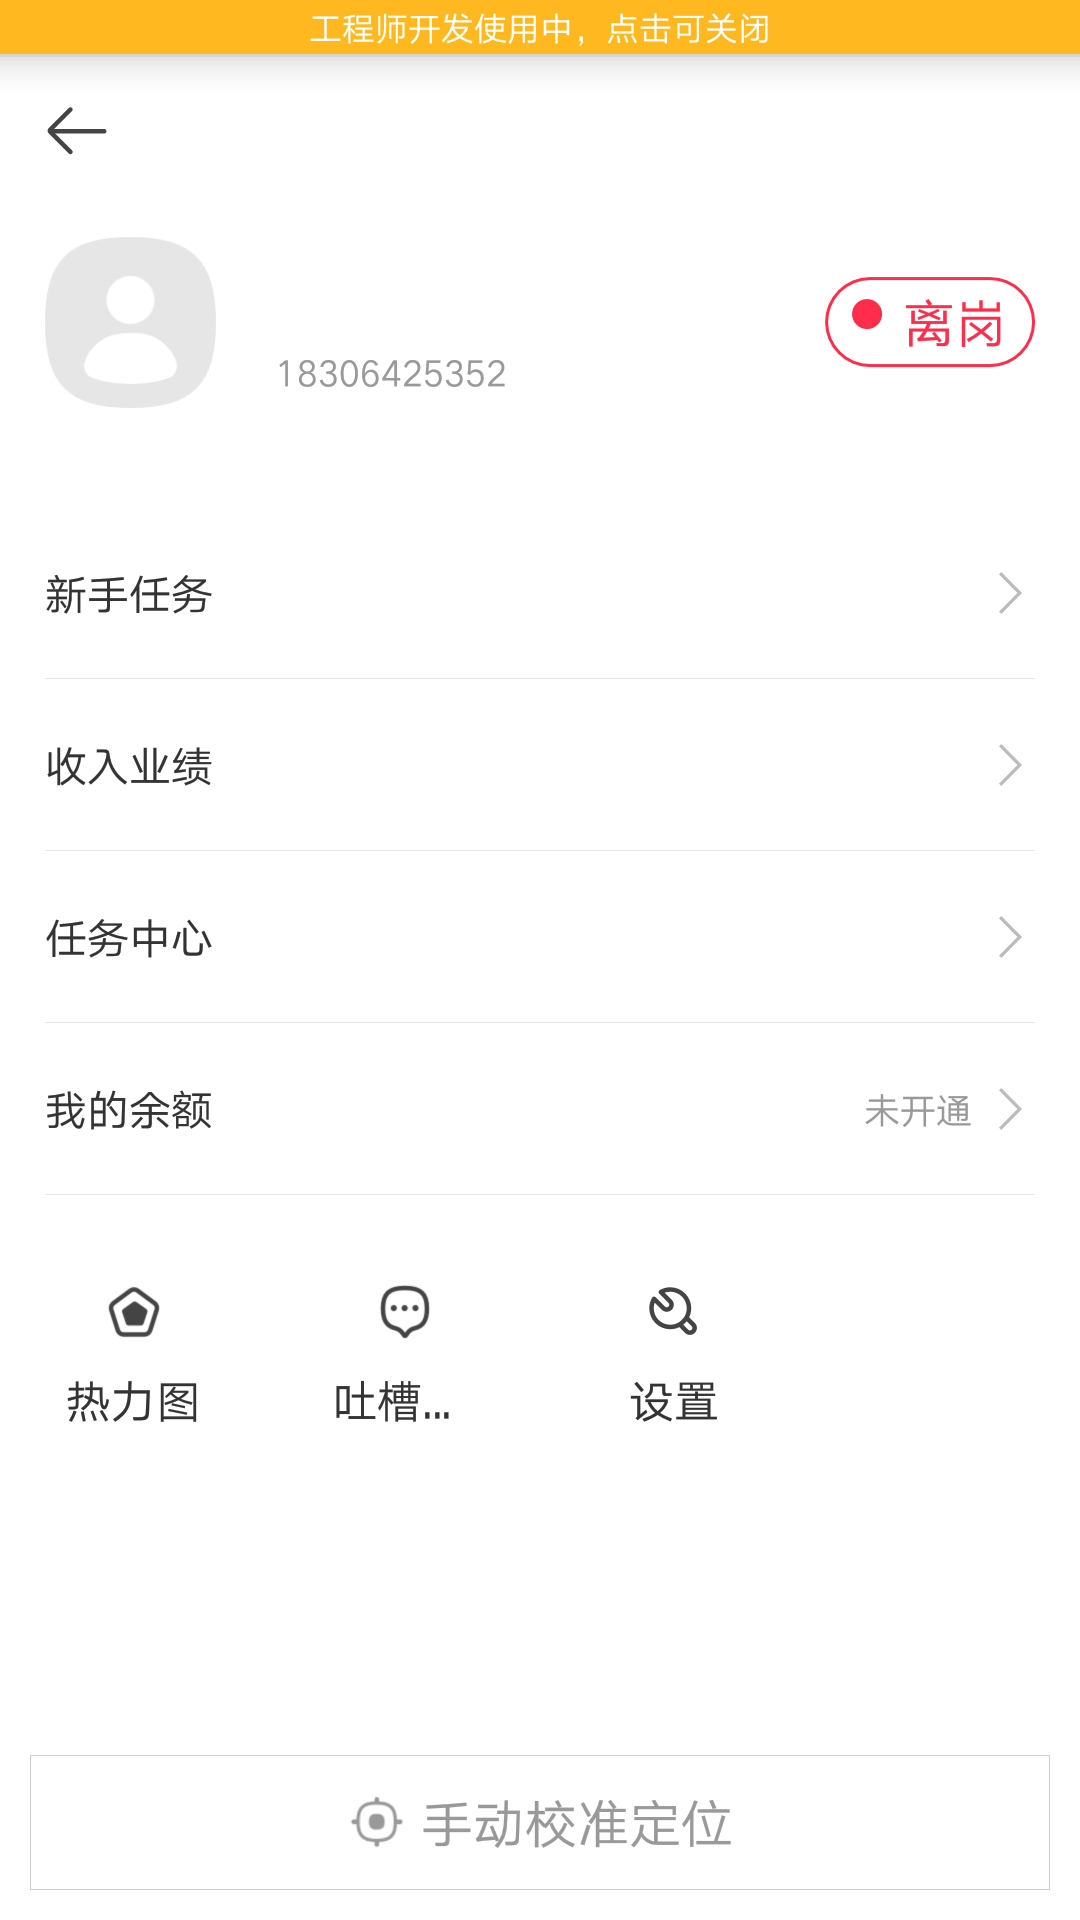 工程师开发使用中，点击可关闭
离岗
18306425352
新手任务
收入业绩
任务中心
我的余额 未开通
热力图 吐槽... 设置
手动校准定位